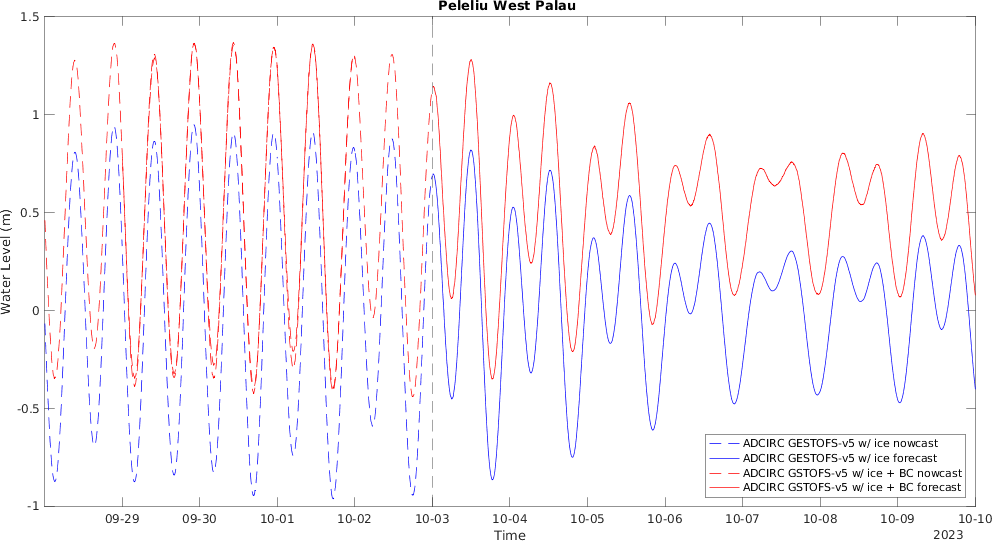 Peleliu West Palau
1.5
1
0.5
0
-0.5
-1
Water Level (m)
ADCIRC GESTOFS-v5 w/ ice nowcast
ADCIRC GESTOFS-v5 w/ ice forecast
ADCIRC GSTOFS-v5 w/ ice + BC nowcast
ADCIRC GSTOFS-v5 w/ ice + BC forecast
09-29 09-30 10-01 10-02 10-03 10-04 10-05 10-06 10-07 10-08 10-09 10-10
Time
2023